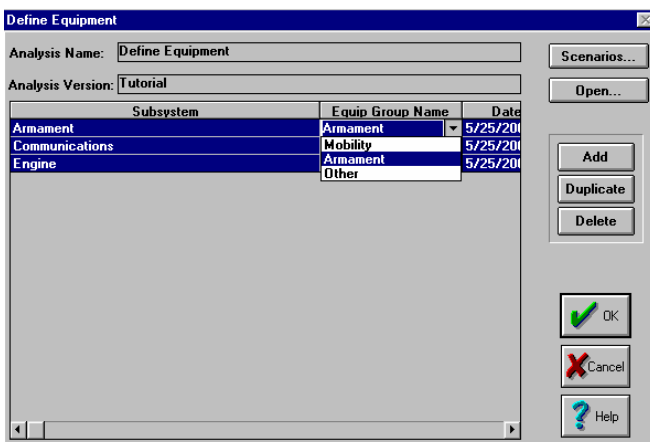 Define Equipment
Analysis Name: Define Equipment
Scenarios...
Analysis Version: Tutorial
Open...
Subsystem Equip Group Name Date
Armament Armament 5/25/200
Communications Mobility 5/25/200
Engine Armament 5/25/200
Other
Add
Duplicate
Delete
OK
Cancel
Help